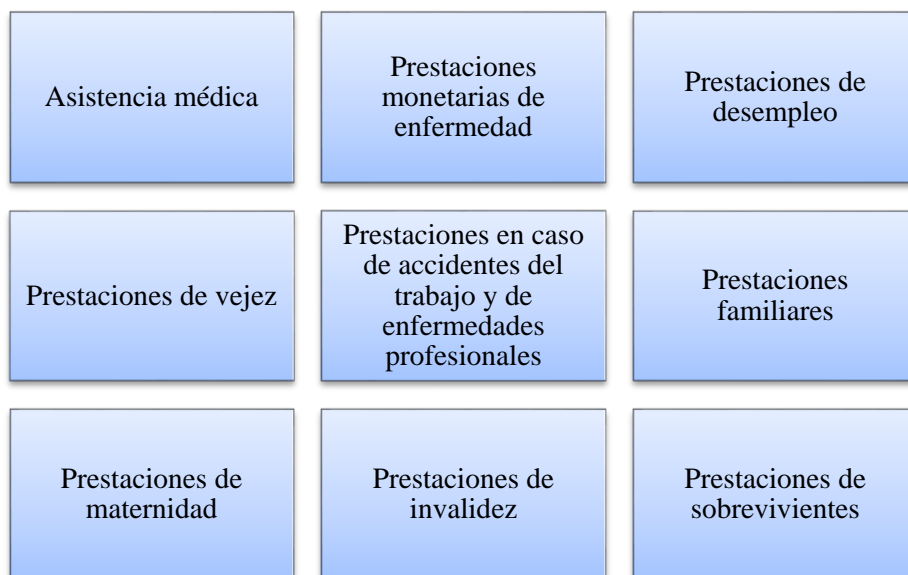 Asistencia médica
Prestaciones
monetarias de
enfermedad
Prestaciones de
desempleo
Prestaciones de vejez
Prestaciones en caso
de accidentes del
trabajo y de
enfermedades
profesionales
Prestaciones
familiares
Prestaciones de
maternidad
Prestaciones de
invalidez
Prestaciones de
sobrevivientes